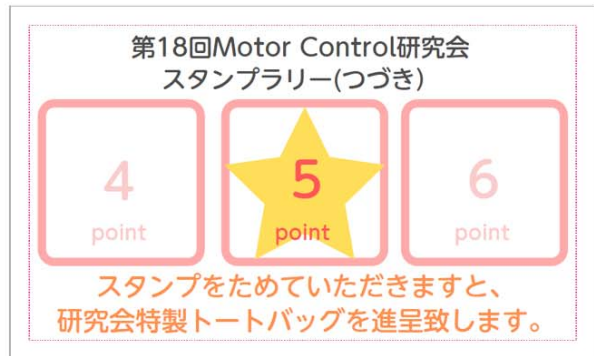 第18回Motor Control研究会
スタンプラリー(つづき)
4 5 6
point point point
スタンプをためていただきますと、
研究会特製トートバッグを進呈致します。